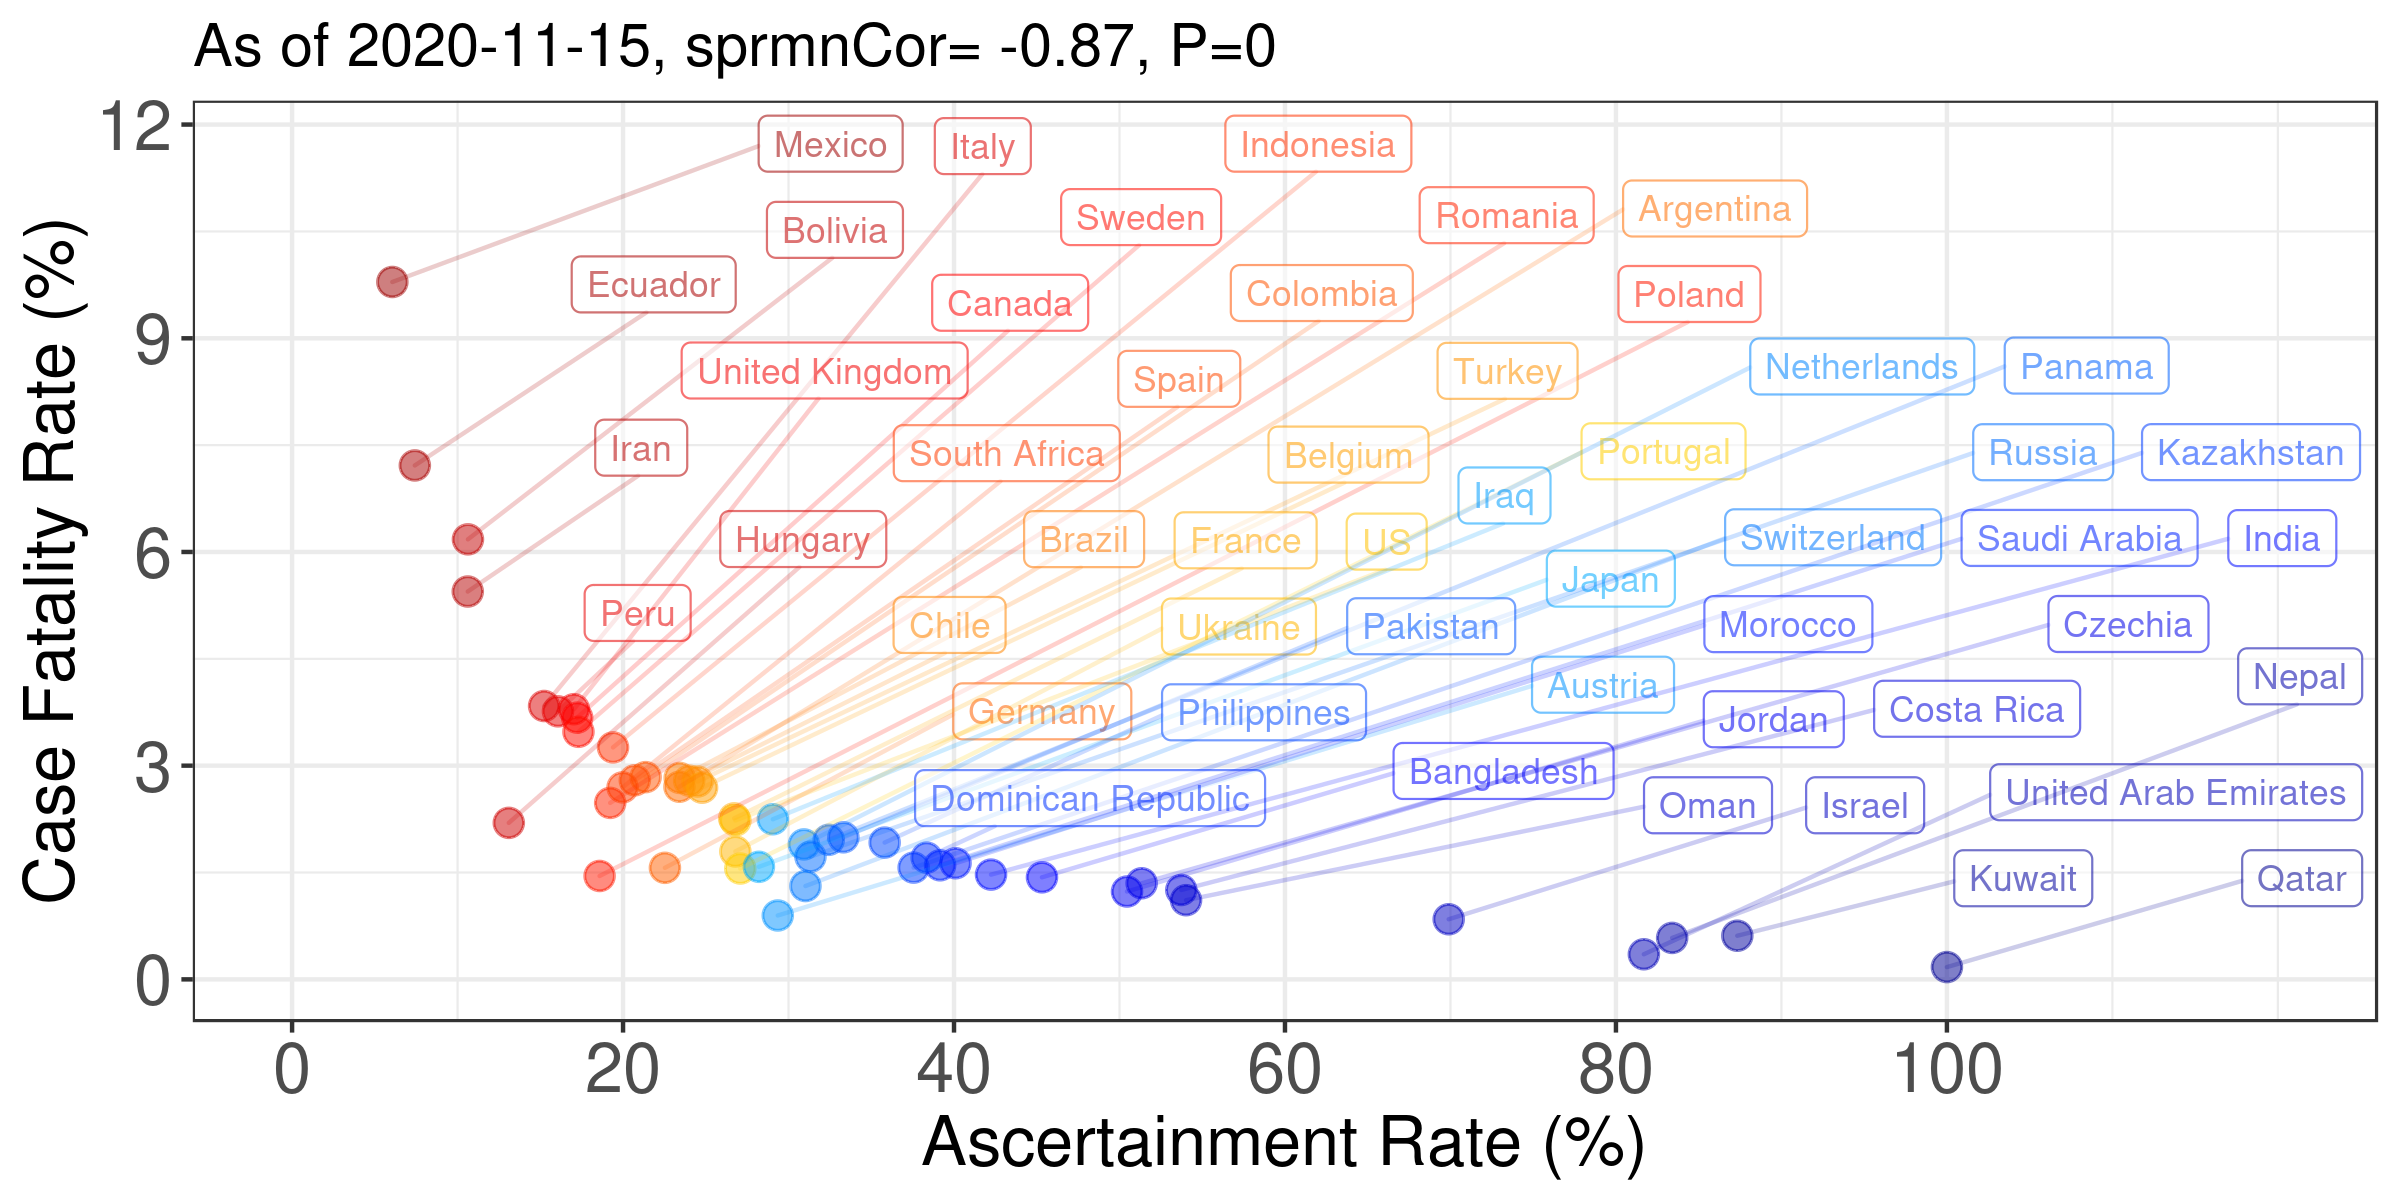 As of 2020-11-15, sprmnCor= -0.87, P=0
12
9
6
3
0
Case Fatality Rate (%)
Mexico
Italy
Indonesia
Bolivia
Sweden
Romania
Argentina
Ecuador
Canada
Colombia
Poland
United Kingdom
Spain
Turkey
Netherlands
Panama
Iran
South Africa
Belgium
Portugal
Russia
Kazakhstan
Iraq
Hungary
Brazil
France
US
Switzerland
Saudi Arabia
India
Japan
Peru
Chile
Ukraine
Pakistan
Morocco
Czechia
Austria
Nepal
Germany
Philippines
Jordan
Costa Rica
Bangladesh
Dominican Republic
Oman
Israel
United Arab Emirates
Kuwait
Qatar
0
20
40
60
80
100
Ascertainment Rate (%)